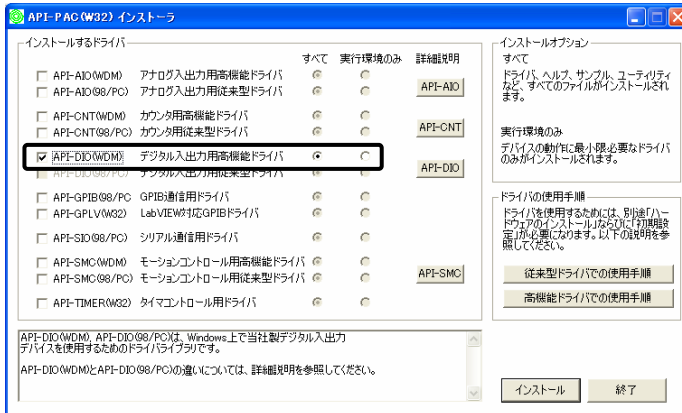 API-PAC(W32) インストーラ
インストールするドライバ
すべて 実行環境のみ 詳細説明
API-AIO(WDM) アナログ入出力用高機能ドライバ
API-AIO(98/PC) アナログ入出力用従来型ドライバ
API-AIO
API-CNT(WDM) カウンタ用高機能ドライバ
API-CNT(98/PC) カウンタ用従来型ドライバ
API-CNT
API-DIO(WDM) デジタル入出力用高機能ドライバ
API-DIO(98/PC) デジタル入出力用従来型ドライバ
API-DIO
API-GPIB(98/PC GPIB通信用ドライバ
API-GPLV(W32) LabVIEW対応GPIBドライバ
API-SIO(98/PC) シリアル通信用ドライバ
API-SMC(WDM) モーションコントロール用高機能ドライバ
API-SMC(98/PC) モーションコントロール用従来型ドライバ
API-SMC
API-TIMER(W32) タイマコントロール用ドライバ
インストールオプション
すべて
ドライバ、ヘルプ、サンプル、ユーティリティ
など、すべてのファイルがインストールされ
ます。
実行環境のみ
デバイスの動作に最小限必要なドライバ
のみがインストールされます。
ドライバの使用手順
ドライバを使用するためには、別途「ハー
ドウェアのインストール」ならびに「初期設
定」が必要になります。以下の説明を参
照してください。
従来型ドライバでの使用手順
高機能ドライバでの使用手順
API-DIO(WDM), API-DIO(98/PC)は、Windows上で当社製デジタル入出力
デバイスを使用するためのドライバライブラリです。
API-DIO(WDM)とAPI-DIO(98/PC)の違いについては、詳細説明を参照してください。
インストール 終了